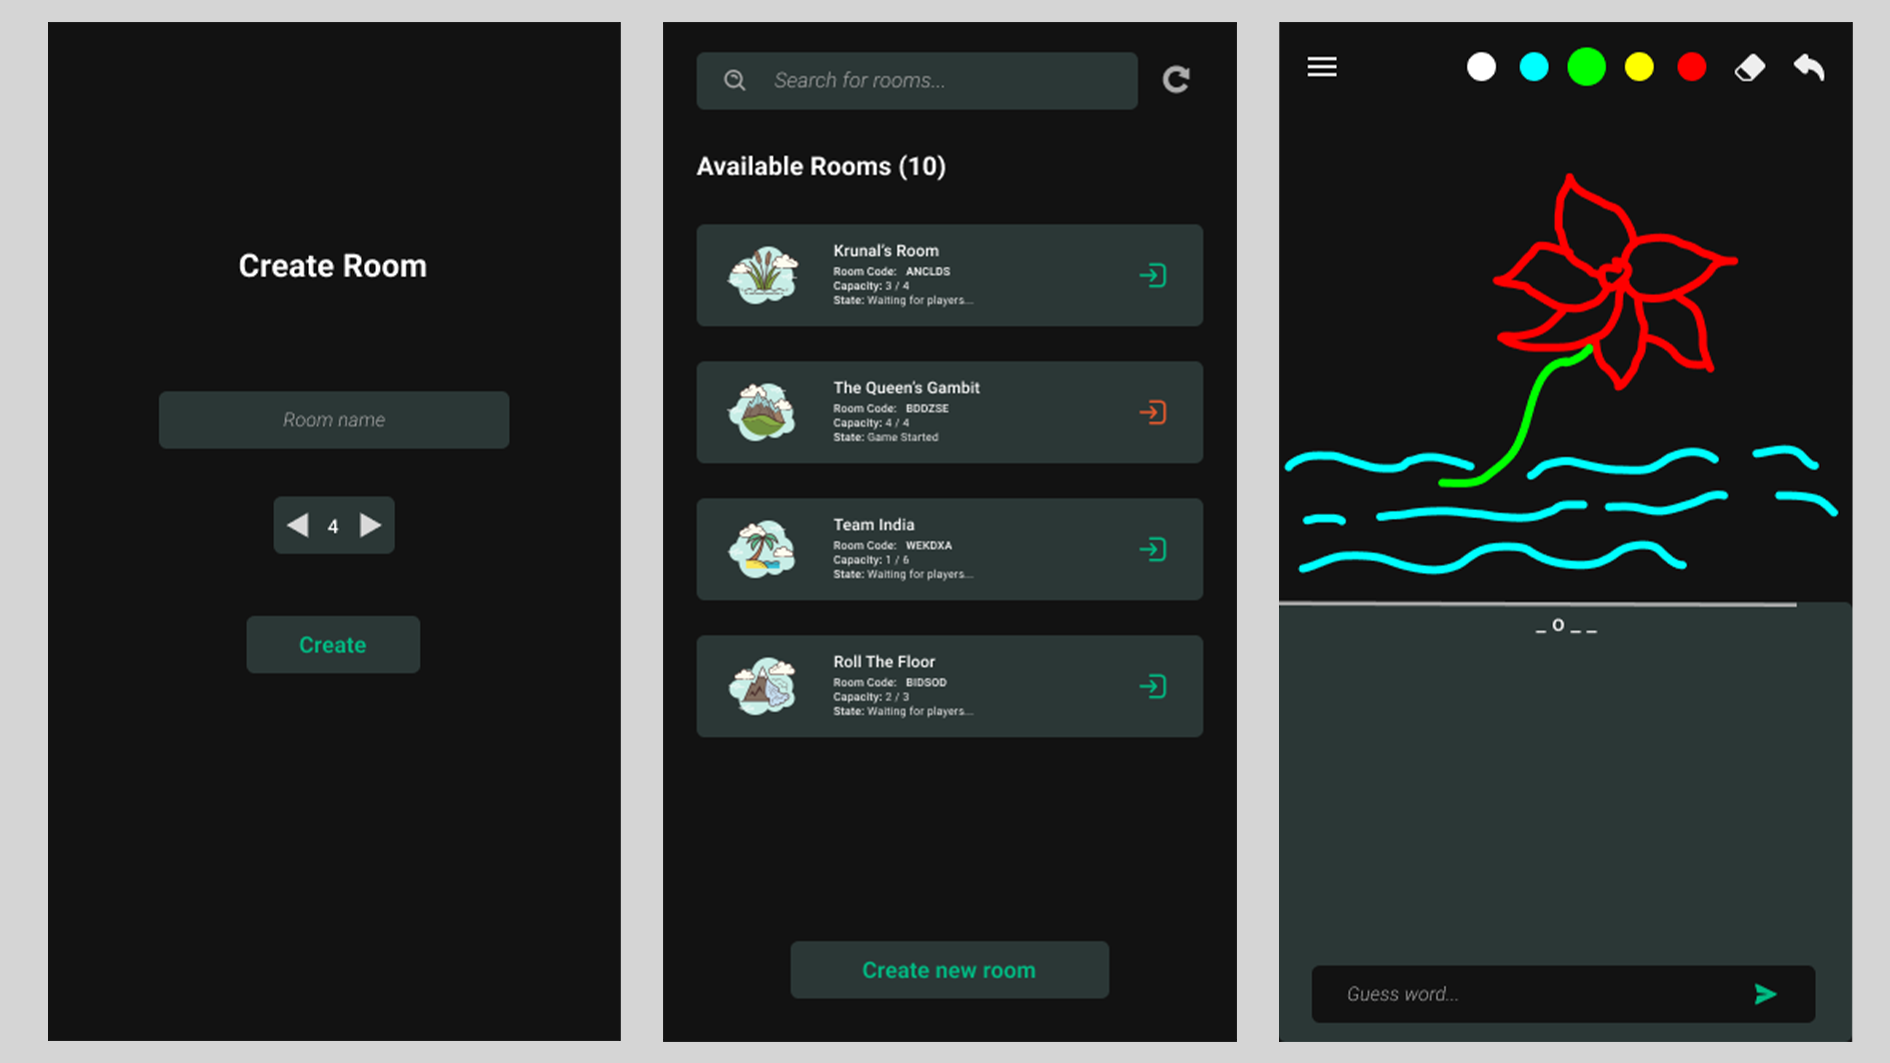 Create Room
Room name
4
Create
Search for rooms...
Available Rooms (10)
Krunal's Room
Room Code: ANCLDS
Capacity: 3 / 4
State: Waiting for players...
The Queen's Gambit
Room Code: BDDZSE
Capacity: 4 / 4
State: Game Started
Team India
Room Code: WEKDXA
Capacity: 1 / 6
State: Waiting for players...
Roll The Floor
Room Code: BIDSOD
Capacity: 2 / 3
State: Waiting for players...
Create new room
_ o _ _
Guess word...